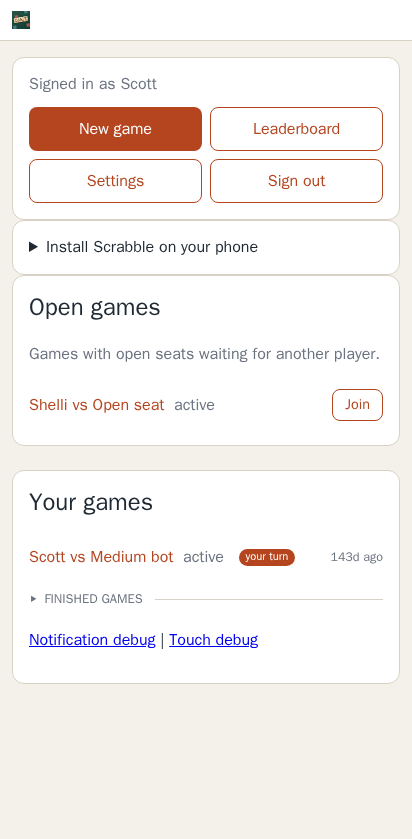 Signed in as Scott
New game
Leaderboard
Settings
Sign out
Install Scrabble on your phone
Open games
Games with open seats waiting for another player.
Shelli vs Open seat active Join
Your games
Scott vs Medium bot active your turn 143d ago
FINISHED GAMES
Notification debug | Touch debug